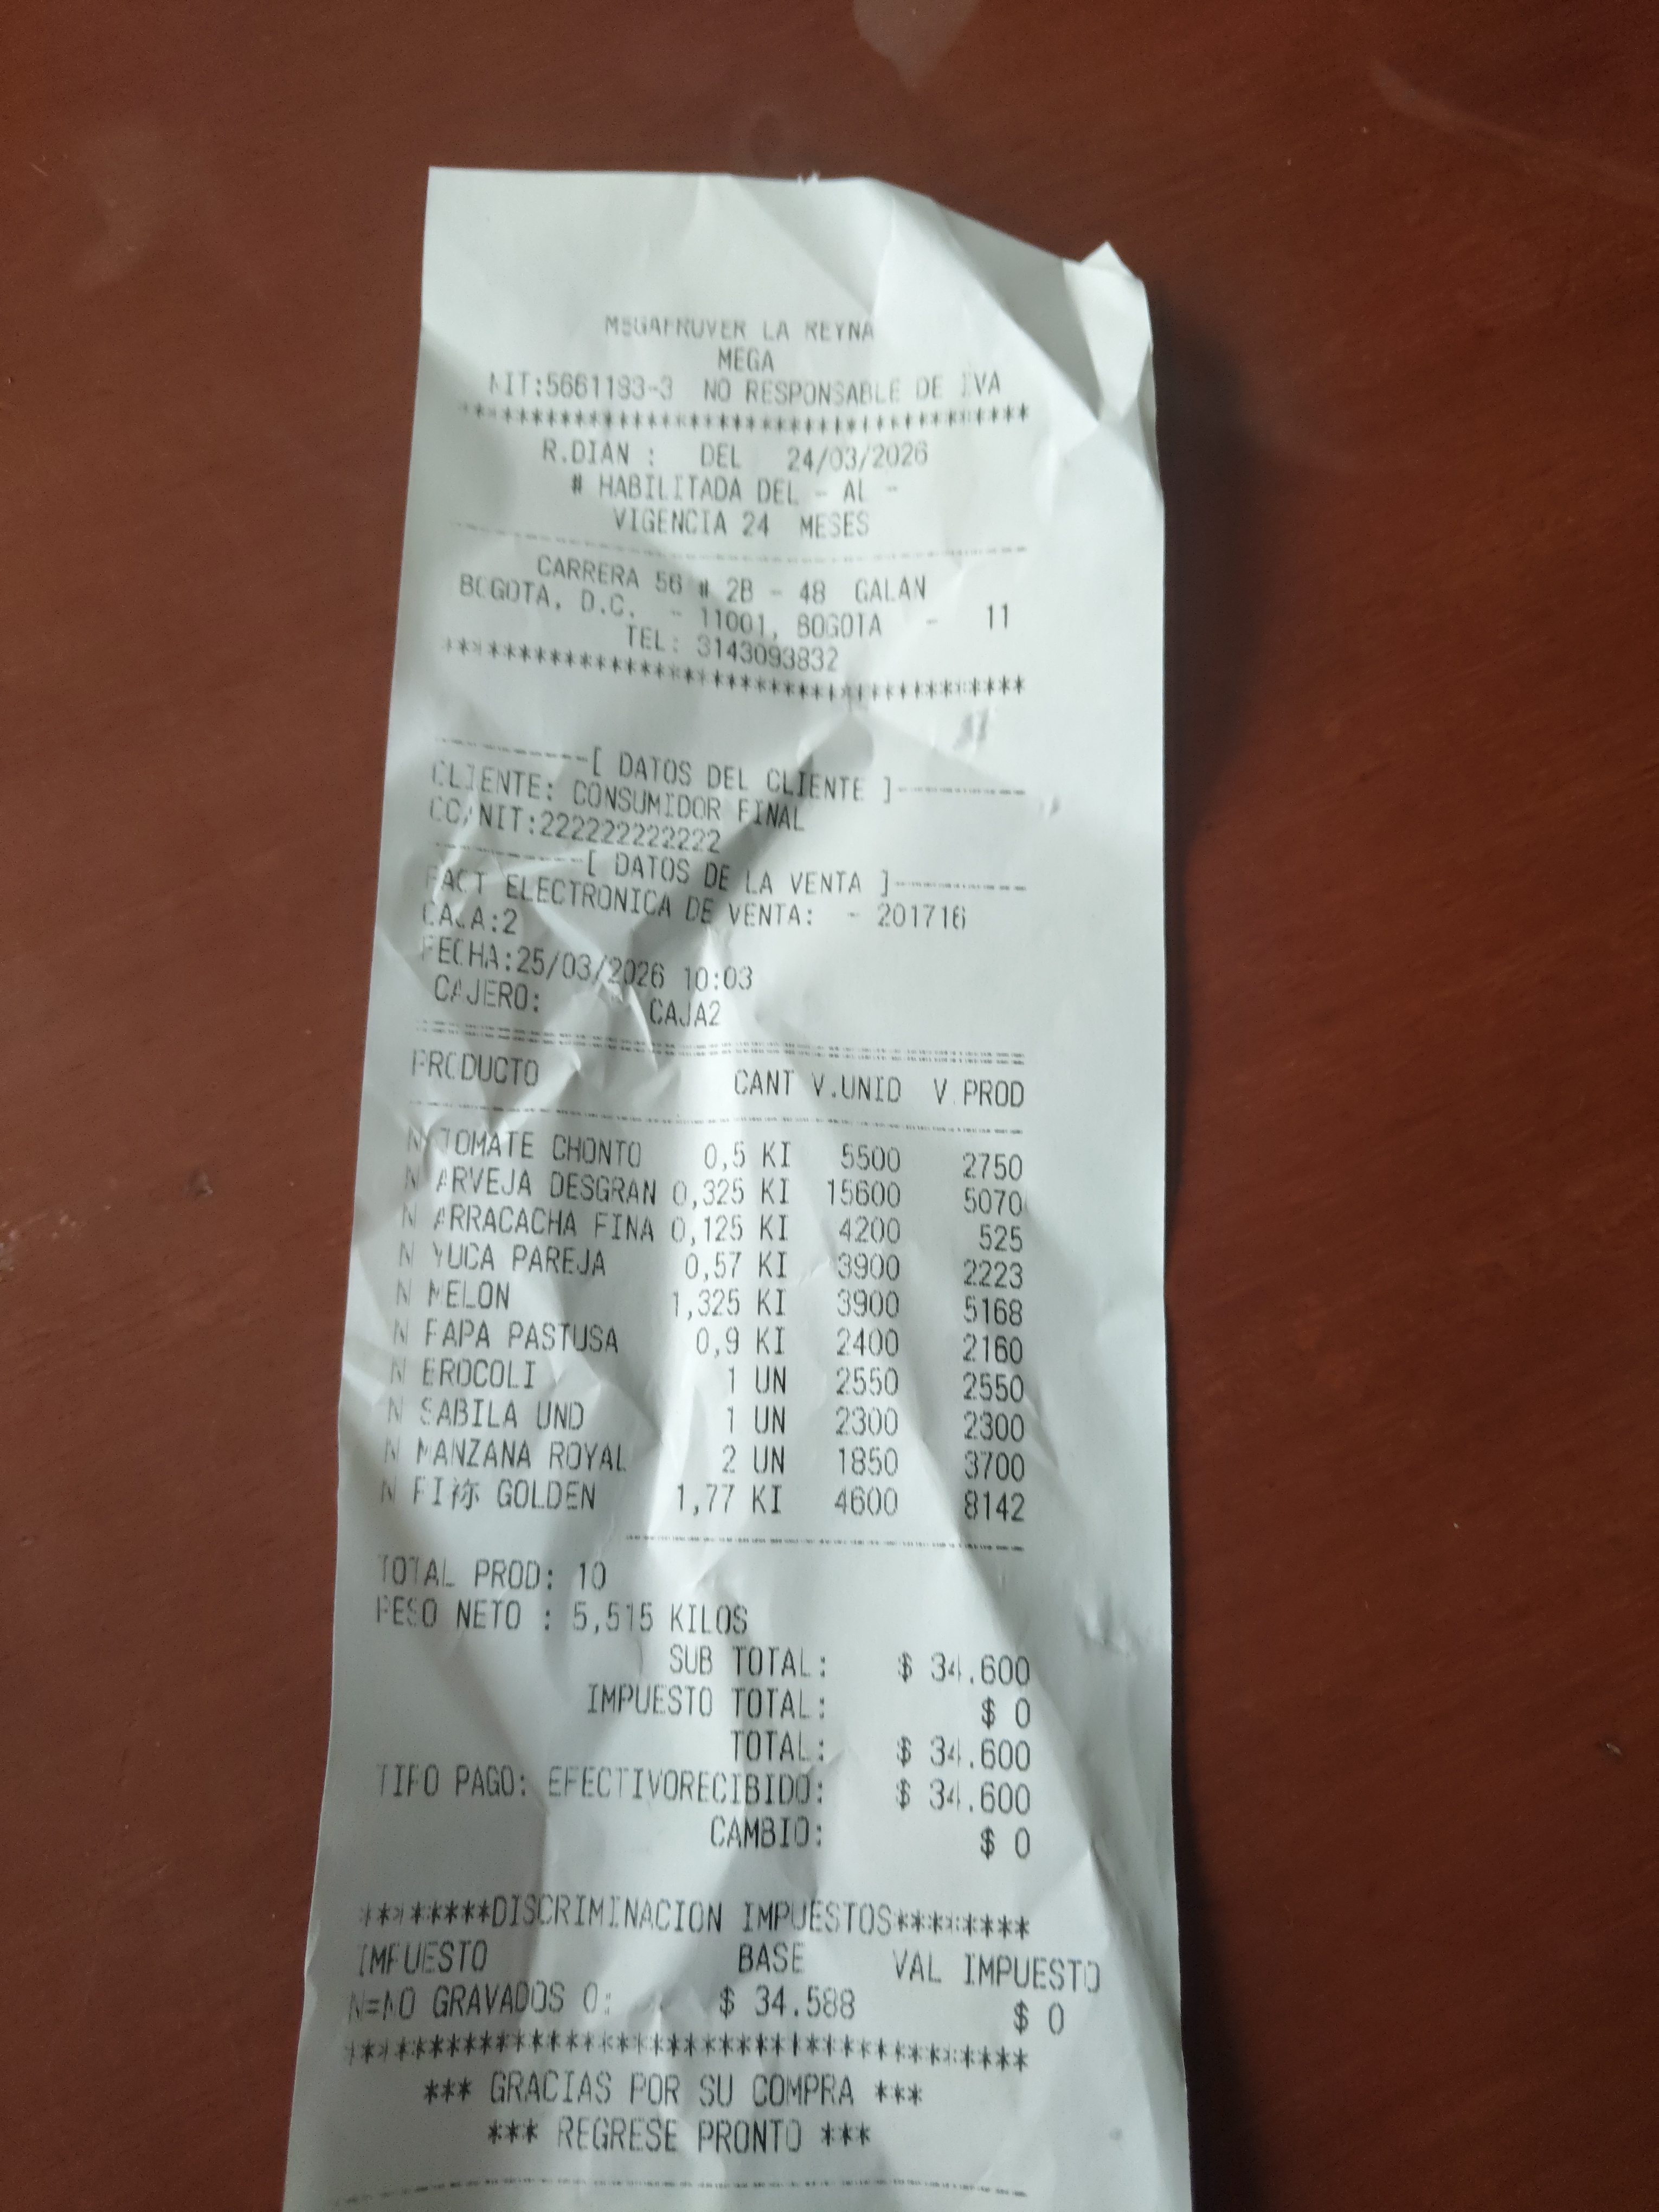 MEGAFRUVER LA REYNA
MEGA
NIT:5661193-3 NO RESPONSABLE DE IVA
****************************************
R.DIAN : DEL 24/03/2026
# HABILITADA DEL - AL -
VIGENCIA 24 MESES
----------------------------------------
CARRERA 56 # 2B - 48 GALAN
BOGOTA, D.C. - 11001, BOGOTA - 11
TEL: 3143093832
****************************************
-----------[ DATOS DEL CLIENTE ]----------
CLIENTE: CONSUMIDOR FINAL
CC/NIT:222222222222
-----------[ DATOS DE LA VENTA ]----------
FACT ELECTRONICA DE VENTA: - 201716
CAJA:2
FECHA:25/03/2026 10:03
CAJERO: CAJA2
========================================
PRODUCTO CANT V.UNID V.PROD
----------------------------------------
N TOMATE CHONTO 0,5 KI 5500 2750
N ARVEJA DESGRAN 0,325 KI 15600 5070
N ARRACACHA FINA 0,125 KI 4200 525
N YUCA PAREJA 0,57 KI 3900 2223
N MELON 1,325 KI 3900 5168
N PAPA PASTUSA 0,9 KI 2400 2160
N BROCOLI 1 UN 2550 2550
N SABILA UND 1 UN 2300 2300
N MANZANA ROYAL 2 UN 1850 3700
N GOLDEN 1,77 KI 4600 8142
----------------------------
TOTAL PROD: 10
PESO NETO : 5,515 KILOS
SUB TOTAL: $ 34.600
IMPUESTO TOTAL: $ 0
TOTAL: $ 34.600
TIPO PAGO: EFECTIVORECIBIDO: $ 34.600
CAMBIO: $ 0
********DISCRIMINACION IMPUESTOS********
IMPUESTO BASE VAL IMPUESTO
N=NO GRAVADOS 0: $ 34.588 $ 0
****************************************
*** GRACIAS POR SU COMPRA ***
*** REGRESE PRONTO ***
----------------------------------------